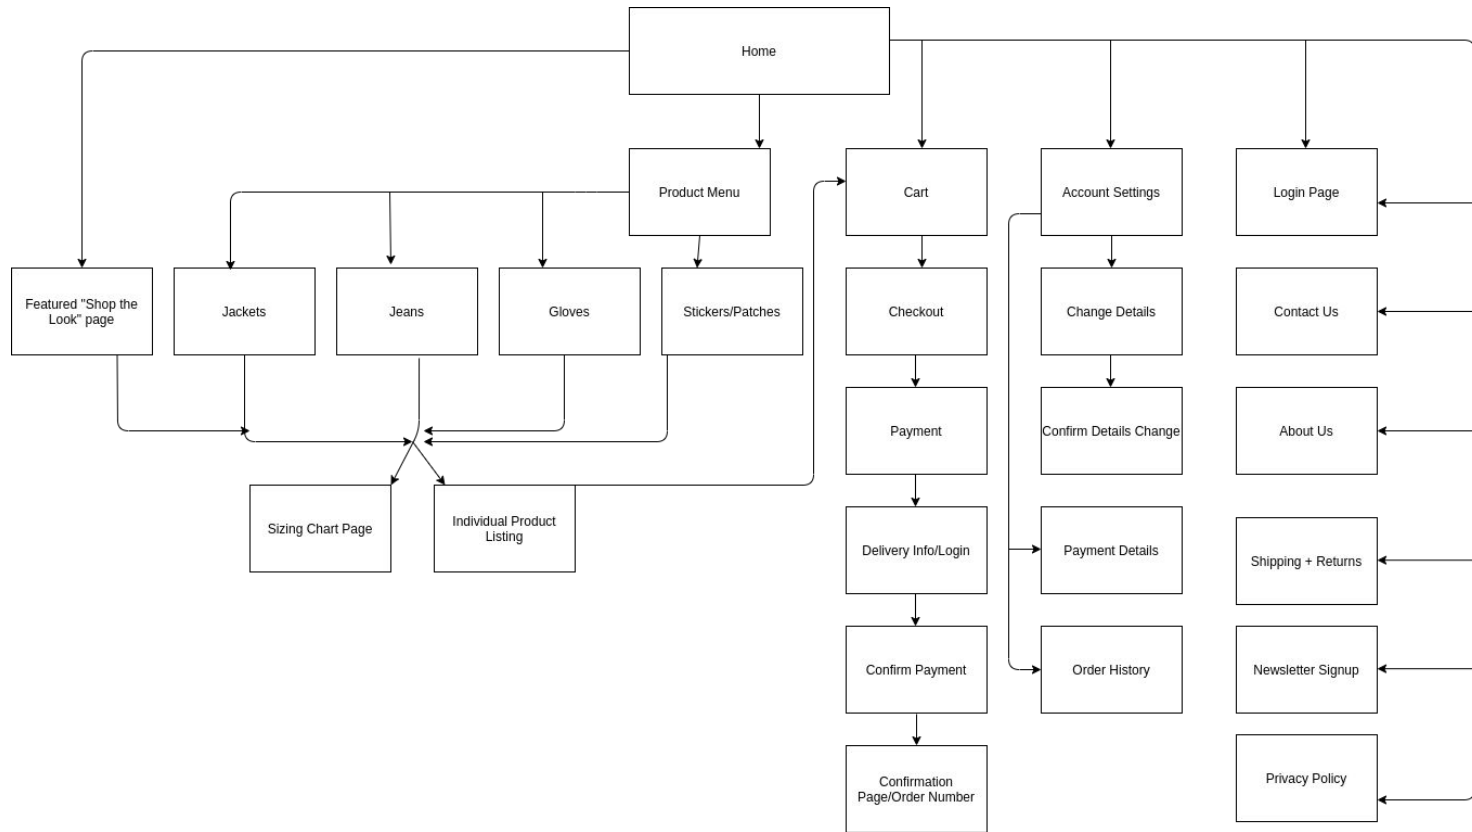 Home
Product Menu
Cart
Account Settings
Login Page
Featured "Shop the
Look" page
Jackets
Jeans
Gloves
Stickers/Patches
Checkout
Change Details
Contact Us
Payment
Confirm Details Change
About Us
Sizing Chart Page
Individual Product
Listing
Delivery Info/Login
Payment Details
Shipping + Returns
Confirm Payment
Order History
Newsletter Signup
Confirmation
Page/Order Number
Privacy Policy